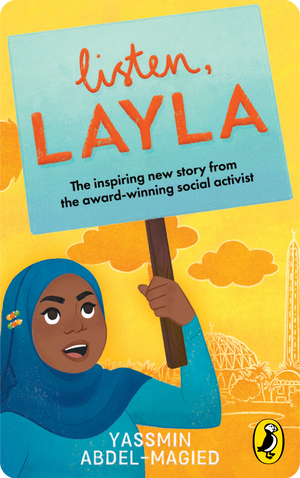 listen,
LAYLA
The inspiring new story from
the award-winning social activist
YASSMIN
ABDEL-MAGIED